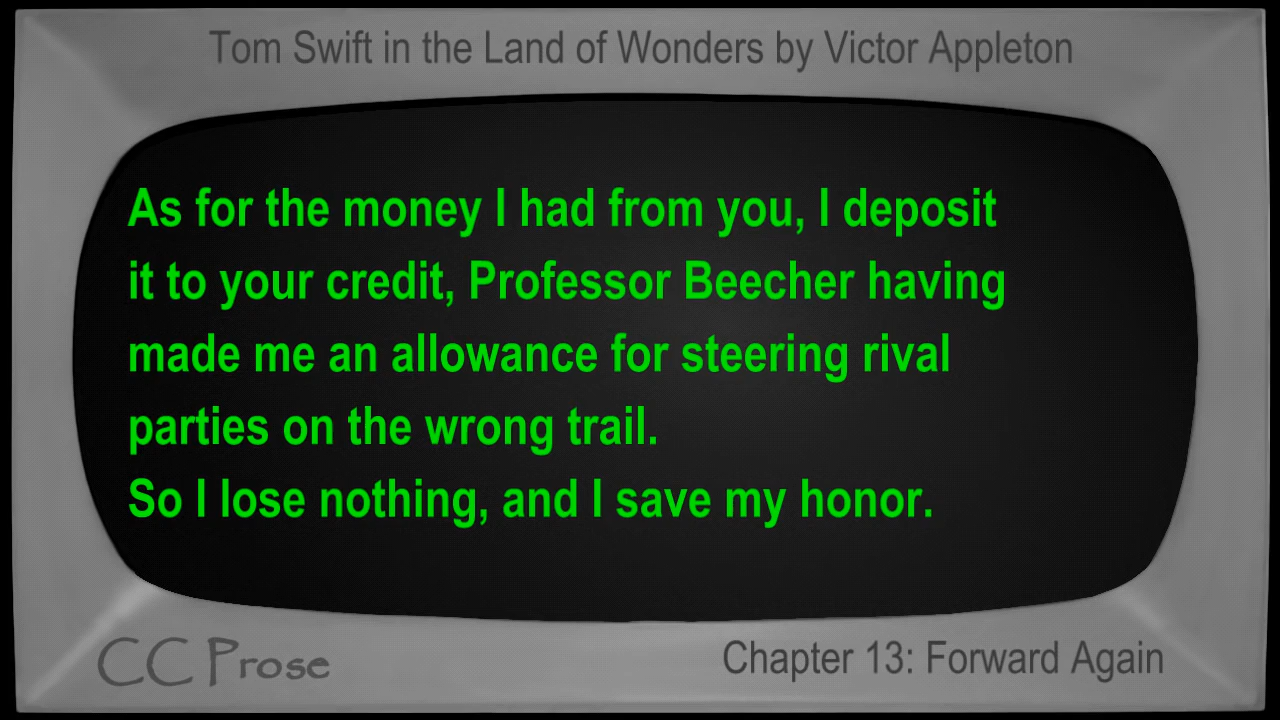 Tom Swift in the Land of Wonders by Victor Appleton
As for the money I had from you, I deposit
it to your credit, Professor Beecher having
made me an allowance for steering rival
parties on the wrong trail.
So I lose nothing, and I save my honor.
CC Prose
Chapter 13: Forward Again